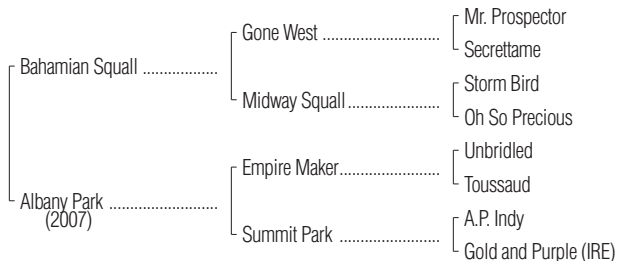 Bahamian Squall ..................
Gone West ............................
Mr. Prospector
Secrettame
Midway Squall.......................
Storm Bird
Oh So Precious
Albany Park ..........................
(2007)
Empire Maker........................
Unbridled
Toussaud
Summit Park ........................
A.P. Indy
Gold and Purple (IRE)